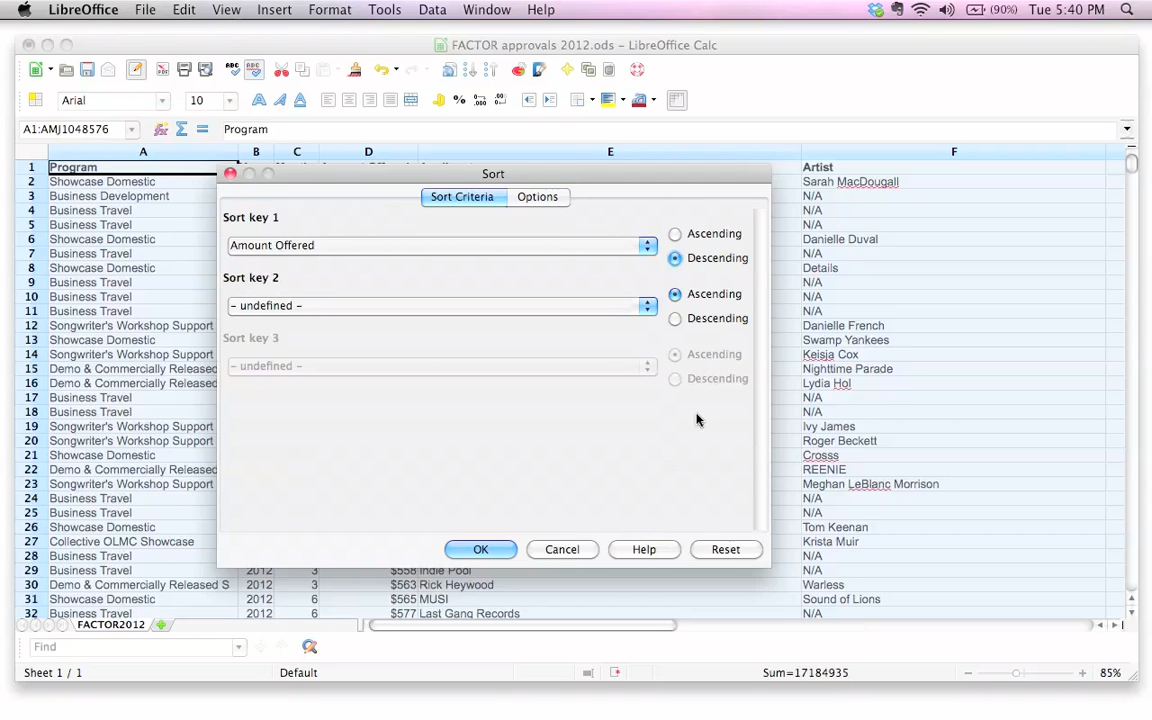 LibreOffice File Edit View Insert Format Tools Data Window Help (90%) Tue 5:40 PM
FACTOR approvals 2012.ods – LibreOffice Calc
Arial 10
A1:AMJ1048576 Program
A B C D E F
1 Program Artist
2 Showcase Domestic Sarah MacDougall
3 Business Development N/A
4 Business Travel N/A
5 Business Travel N/A
6 Showcase Domestic Danielle Duval
7 Business Travel N/A
8 Showcase Domestic Details
9 Business Travel N/A
10 Business Travel N/A
11 Business Travel N/A
12 Songwriter's Workshop Support Danielle French
13 Showcase Domestic Swamp Yankees
14 Songwriter's Workshop Support Keisja Cox
15 Demo & Commercially Released Nighttime Parade
16 Demo & Commercially Released Lydia Hol
17 Business Travel N/A
18 Business Travel N/A
19 Songwriter's Workshop Support Ivy James
20 Songwriter's Workshop Support Roger Beckett
21 Showcase Domestic Crosss
22 Demo & Commercially Released REENIE
23 Songwriter's Workshop Support Meghan LeBlanc Morrison
24 Business Travel N/A
25 Business Travel N/A
26 Showcase Domestic Tom Keenan
27 Collective OLMC Showcase Krista Muir
28 Business Travel N/A
29 Business Travel 2012 3 $558 Indie Pool N/A
30 Demo & Commercially Released S 2012 3 $563 Rick Heywood Warless
31 Showcase Domestic 2012 6 $565 MUSI Sound of Lions
32 Business Travel 2012 6 $577 Last Gang Records N/A
Sort
Sort Criteria Options
Sort key 1
Amount Offered
Ascending
Descending
Sort key 2
– undefined –
Ascending
Descending
Sort key 3
– undefined –
Ascending
Descending
OK Cancel Help Reset
FACTOR2012
Find
Sheet 1 / 1 Default Sum=17184935 85%